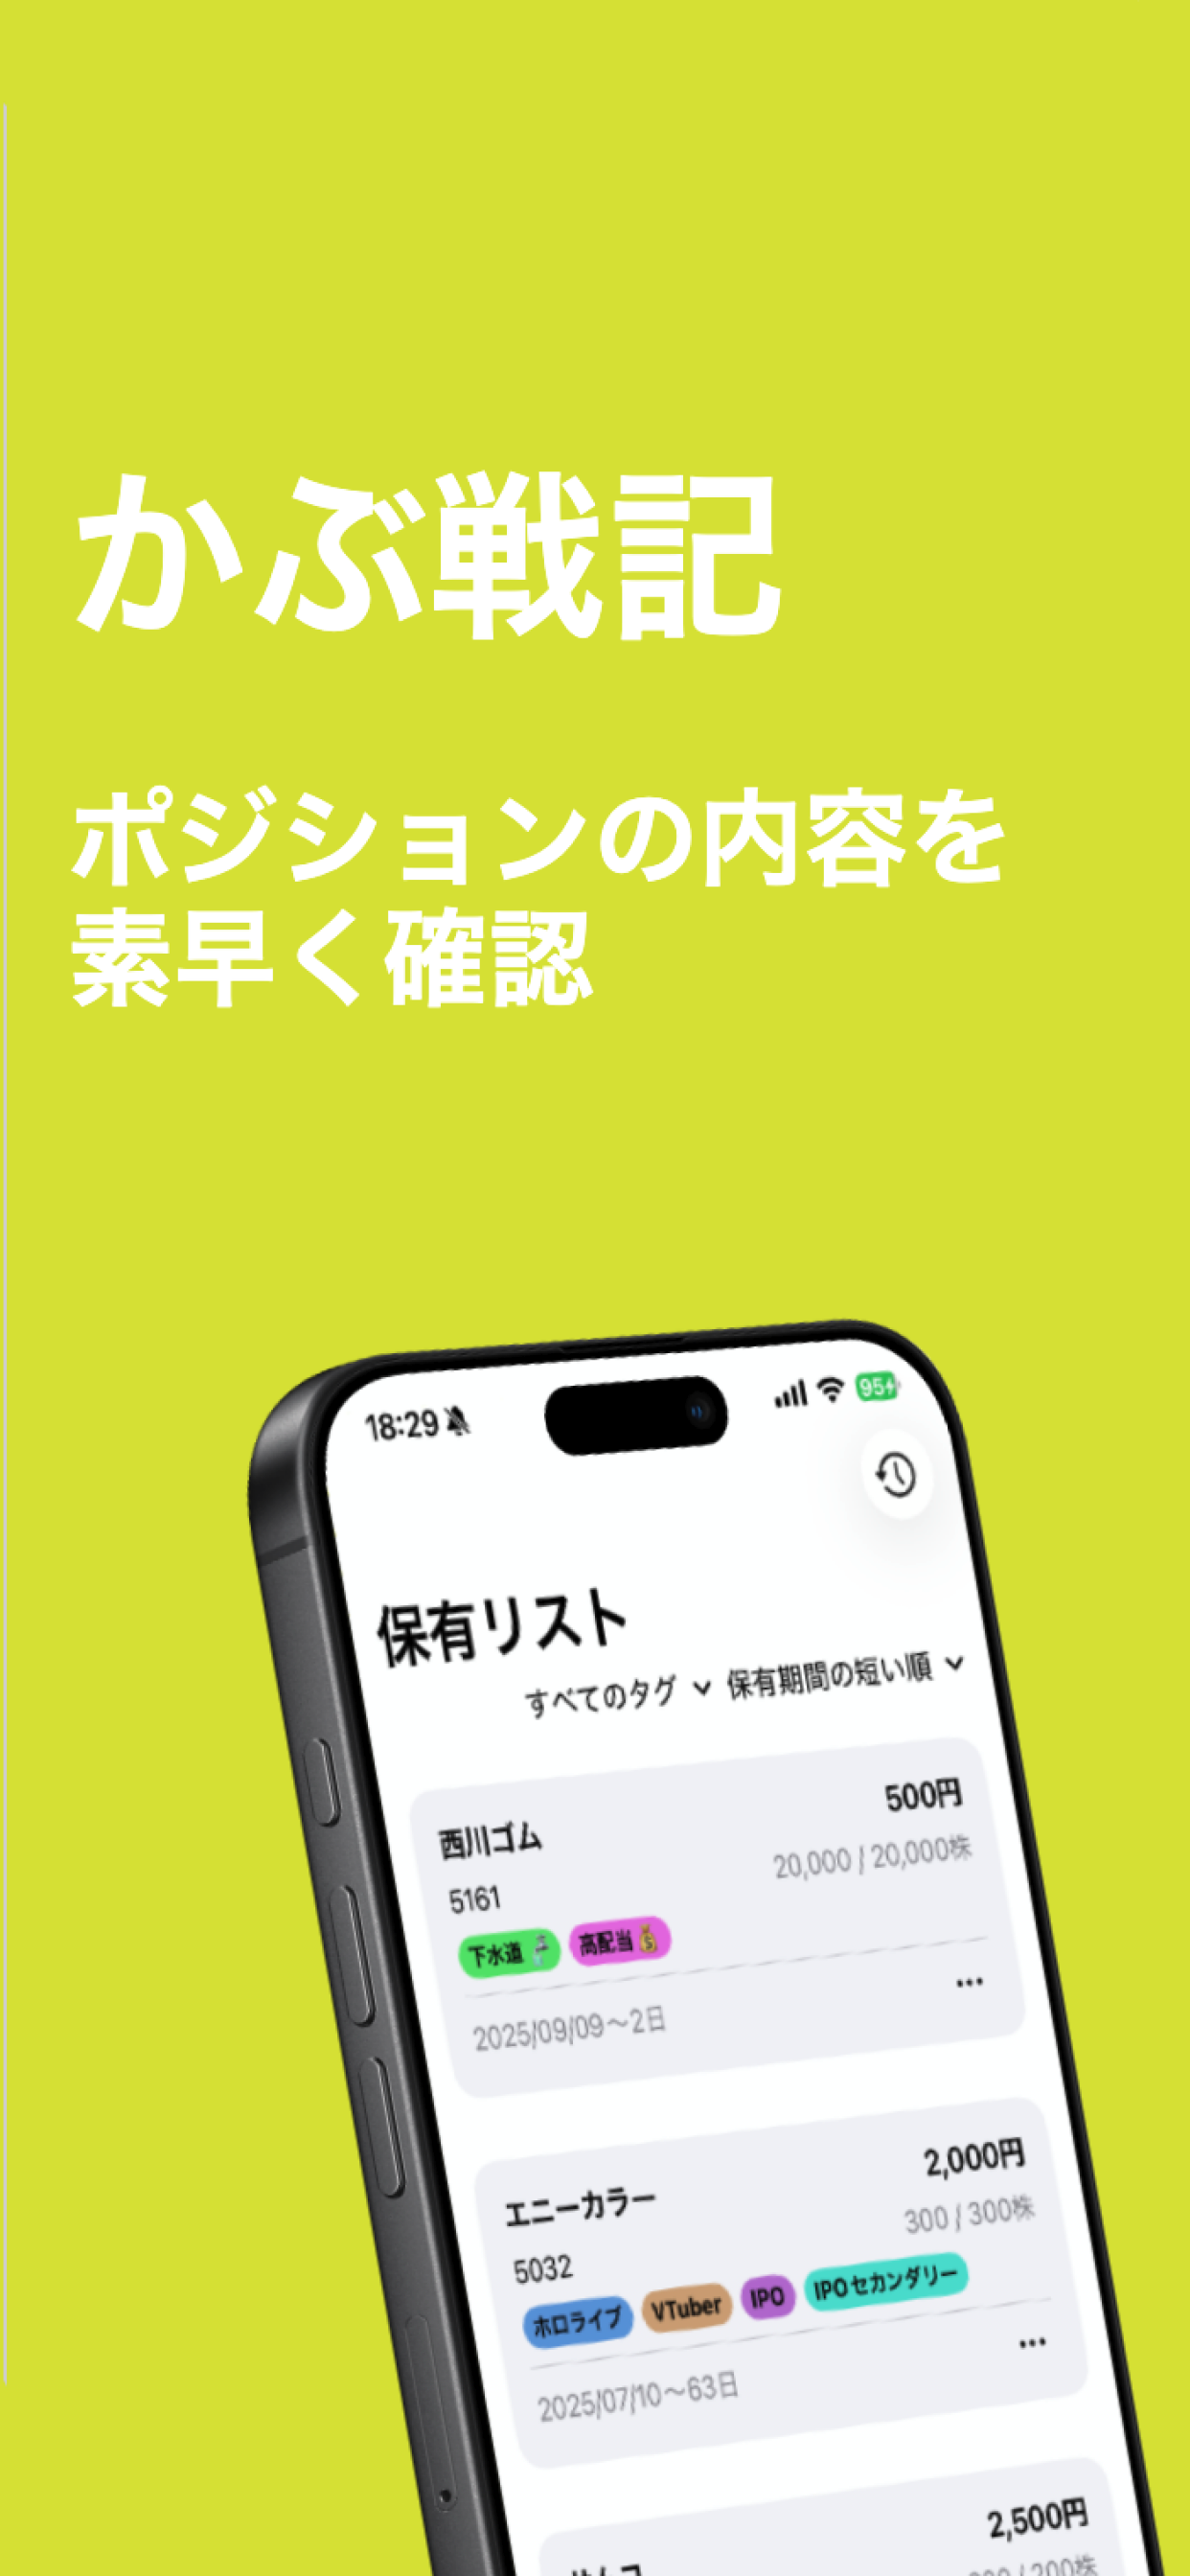 かぶ戦記
ポジションの内容を
素早く確認
18:29
95
保有リスト
すべてのタグ 保有期間の短い順
西川ゴム 500円
5161 20,000 / 20,000株
下水道 高配当
2025/09/09〜2日
エニーカラー 2,000円
5032 300 / 300株
ホロライブ VTuber IPO IPOセカンダリー
2025/07/10〜63日
2,500円